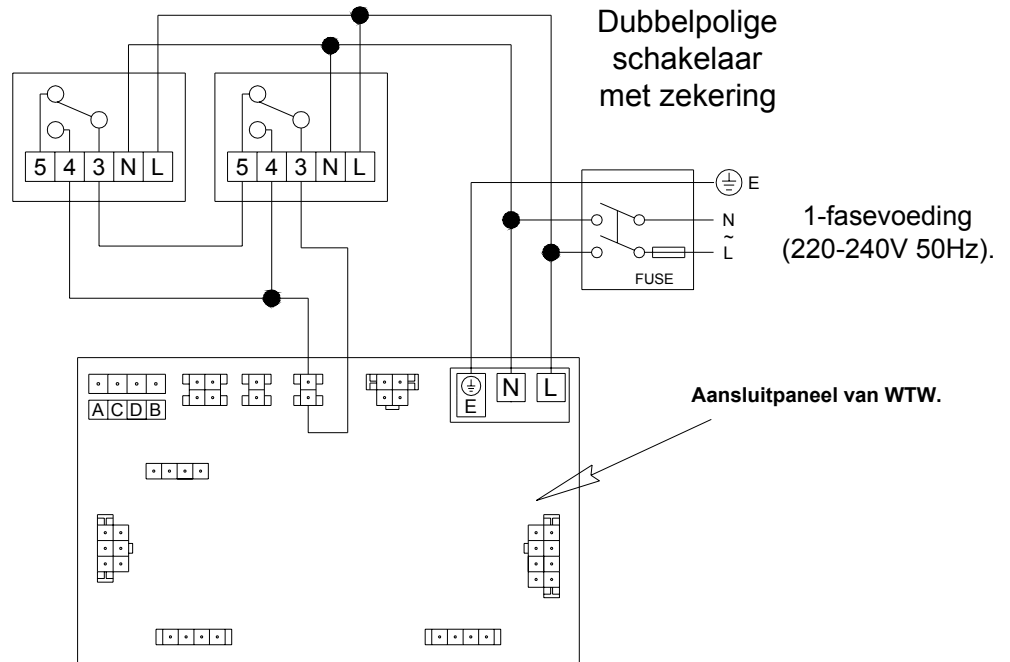 Dubbelpolige
schakelaar
met zekering
5 4 3 N L
5 4 3 N L
E
N
~
L
FUSE
1-fasevoeding
(220-240V 50Hz).
A C D B
E
N
L
Aansluitpaneel van WTW.